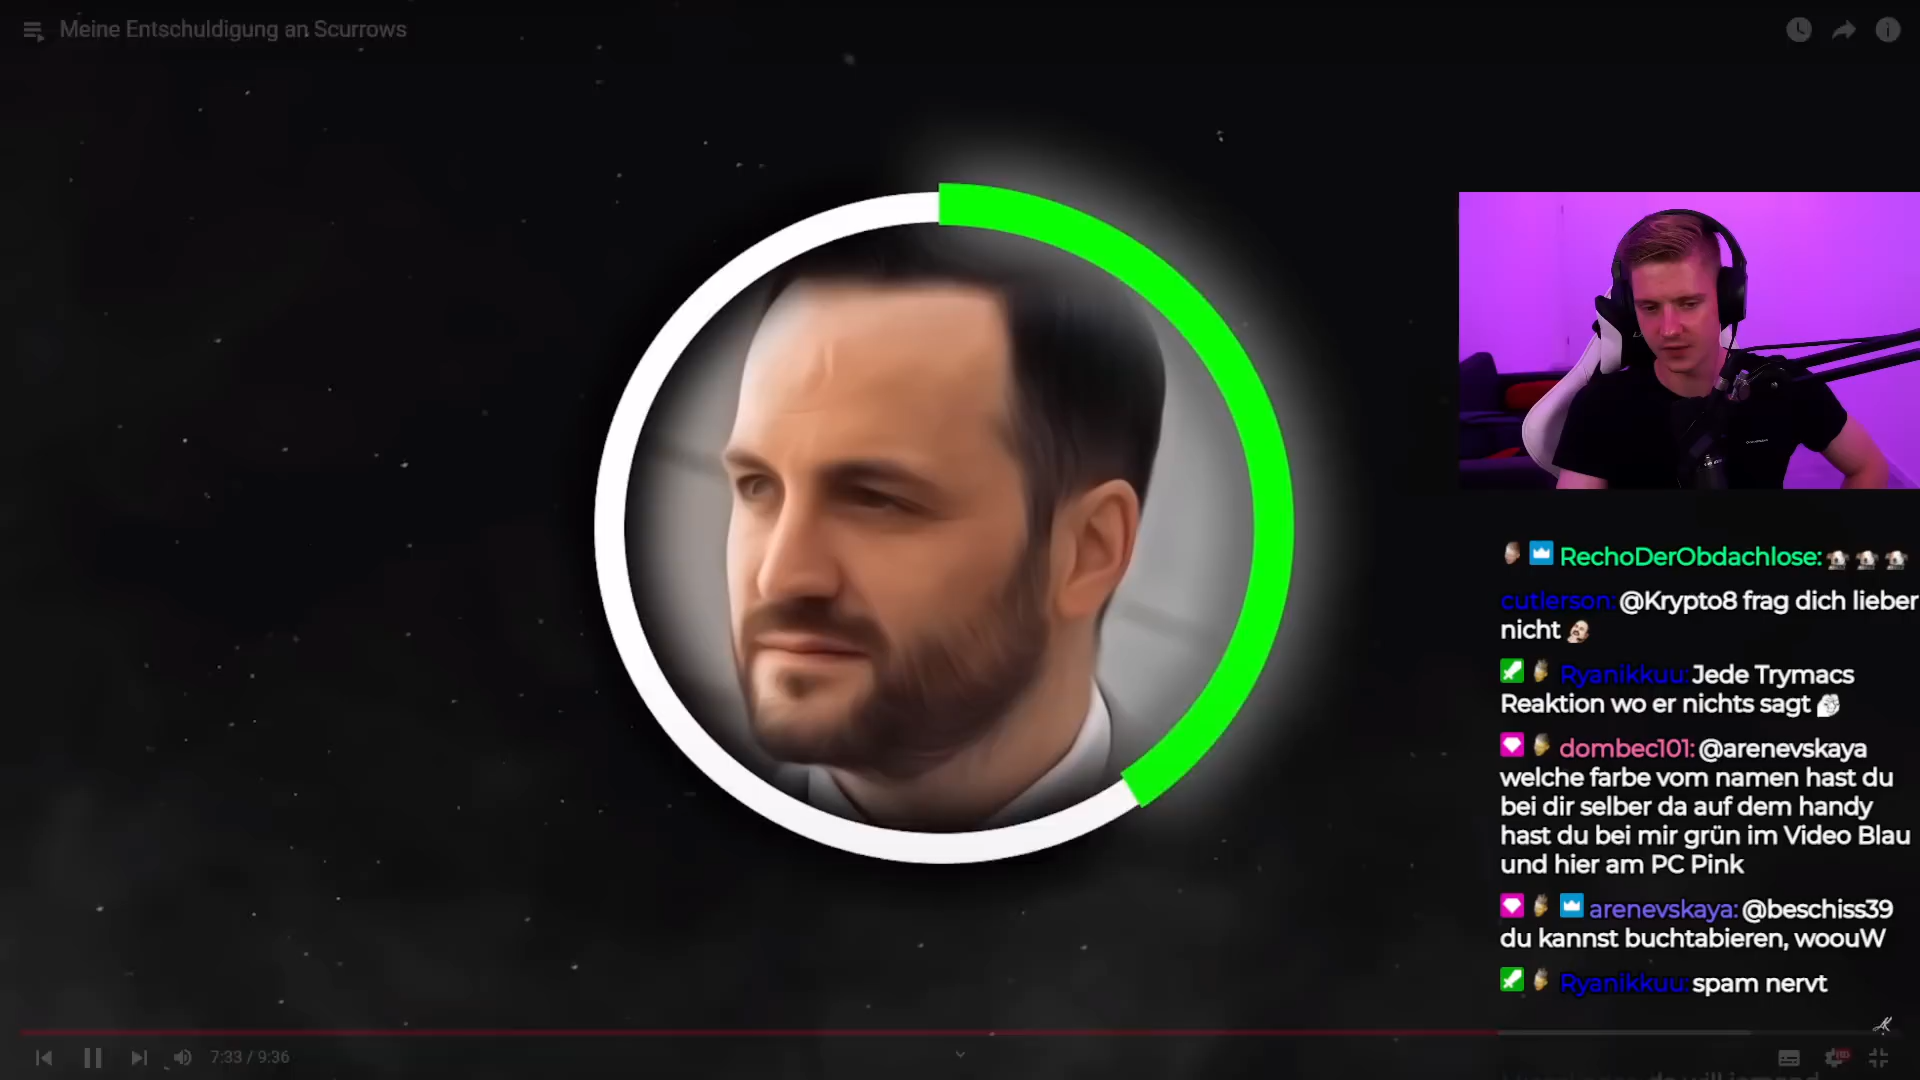 Meine Entschuldigung an Scurrows
RechoDerObdachlose:
cutlerson: @Krypto8 frag dich lieber
nicht
Ryanikkuu: Jede Trymacs
Reaktion wo er nichts sagt
dombec101: @arenevskaya
welche farbe vom namen hast du
bei dir selber da auf dem handy
hast du bei mir grün im Video Blau
und hier am PC Pink
arenevskaya: @beschiss39
du kannst buchtabieren, woouW
Ryanikkuu: spam nervt
7:33 / 9:36
HD